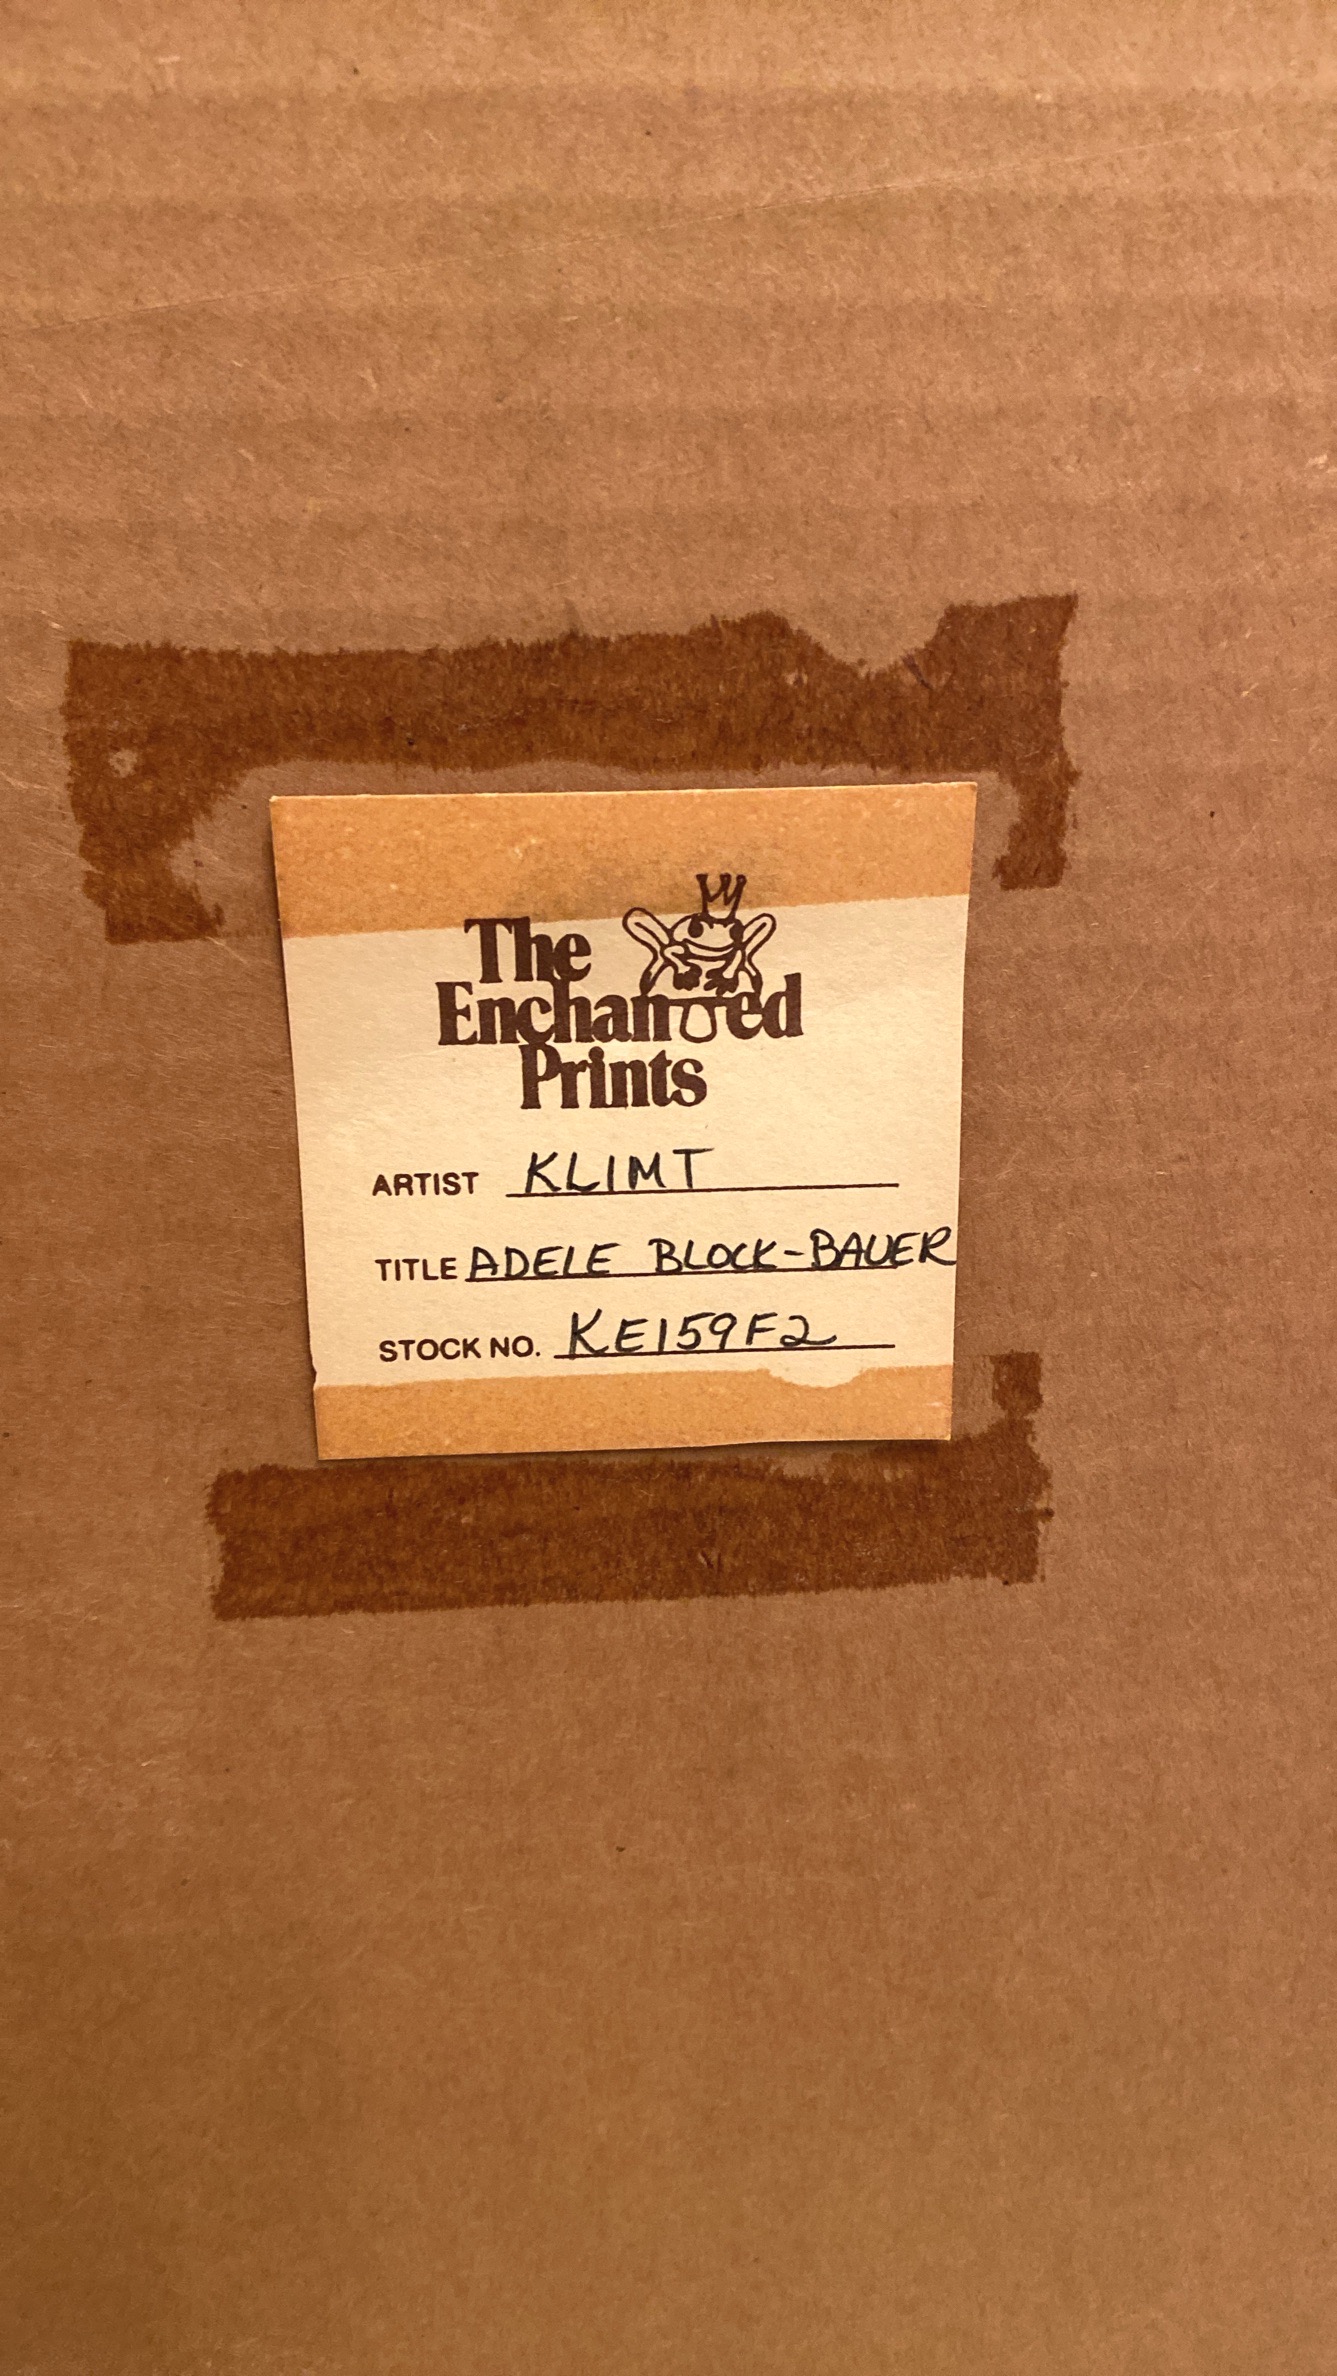 The
Enchanted
Prints
ARTIST KLIMT
TITLE ADELE BLOCK-BAUER
STOCK NO. KE159F2